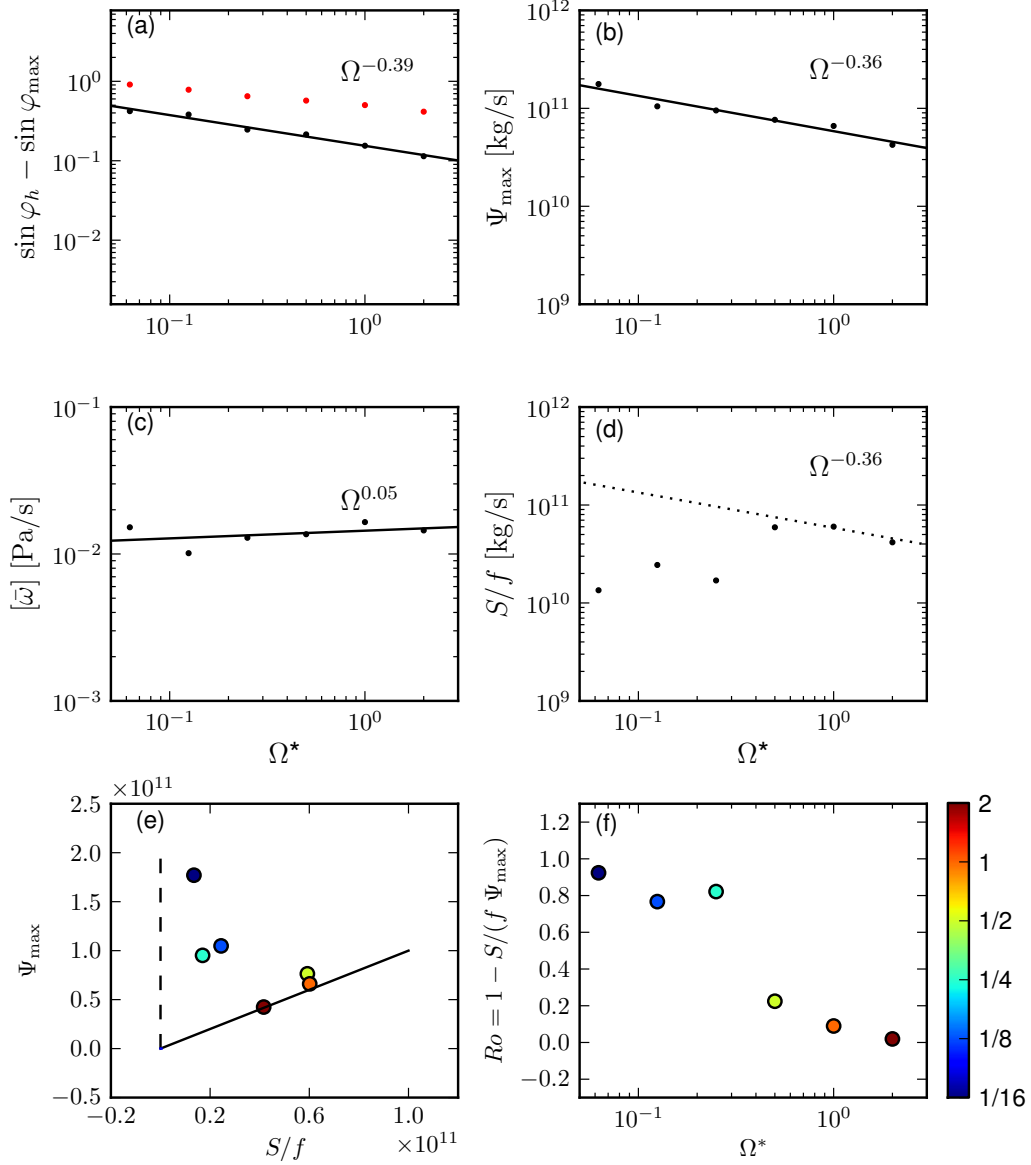 (a)
Ω^{−0.39}
sin φ_h − sin φ_max
10^0
10^{−1}
10^{−2}
10^{−1}
10^0
(b)
Ω^{−0.36}
Ψ_max [kg/s]
10^{12}
10^{11}
10^{10}
10^9
10^{−1}
10^0
(c)
Ω^{0.05}
[ω̄] [Pa/s]
10^{−1}
10^{−2}
10^{−3}
10^{−1}
10^0
Ω*
(d)
Ω^{−0.36}
S/f [kg/s]
10^{12}
10^{11}
10^{10}
10^9
10^{−1}
10^0
Ω*
×10^{11}
(e)
Ψ_max
2.5
2.0
1.5
1.0
0.5
0.0
−0.5
−0.2
0.2
0.6
1.0
S/f
×10^{11}
(f)
Ro = 1 − S/(f Ψ_max)
1.2
1.0
0.8
0.6
0.4
0.2
0.0
−0.2
10^{−1}
10^0
Ω*
2
1
1/2
1/4
1/8
1/16